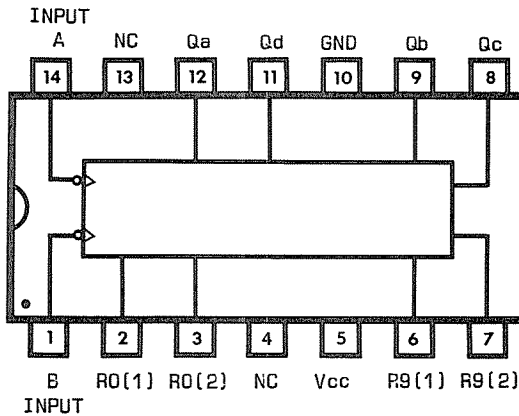 INPUT
A NC Qa Qd GND Qb Qc
14 13 12 11 10 9 8
1 2 3 4 5 6 7
B R0(1) R0(2) NC Vcc R9(1) R9(2)
INPUT